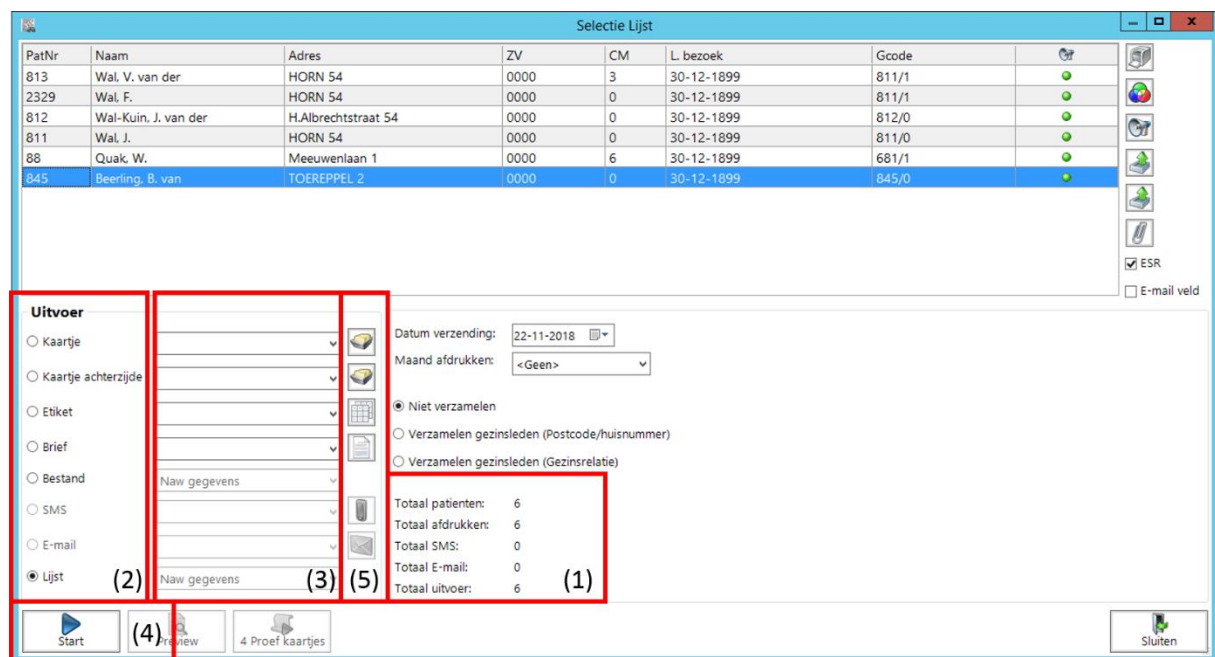 Selectie Lijst
PatNr Naam Adres ZV CM L. bezoek Gcode
813 Wal, V. van der HORN 54 0000 3 30-12-1899 811/1
2329 Wal, F. HORN 54 0000 0 30-12-1899 811/1
812 Wal-Kuin, J. van der H.Albrechtstraat 54 0000 0 30-12-1899 812/0
811 Wal, J. HORN 54 0000 0 30-12-1899 811/0
88 Quak, W. Meeuwenlaan 1 0000 6 30-12-1899 681/1
845 Beerling, B. van TOEREPPEL 2 0000 0 30-12-1899 845/0
ESR
E-mail veld
Uitvoer
Kaartje
Kaartje achterzijde
Etiket
Brief
Bestand Naw gegevens
SMS
E-mail
Lijst (2) Naw gegevens (3) (5)
Datum verzending: 22-11-2018
Maand afdrukken: <Geen>
Niet verzamelen
Verzamelen gezinsleden (Postcode/huisnummer)
Verzamelen gezinsleden (Gezinsrelatie)
Totaal patienten: 6
Totaal afdrukken: 6
Totaal SMS: 0
Totaal E-mail: 0
Totaal uitvoer: 6 (1)
Start (4) Preview 4 Proef kaartjes Sluiten